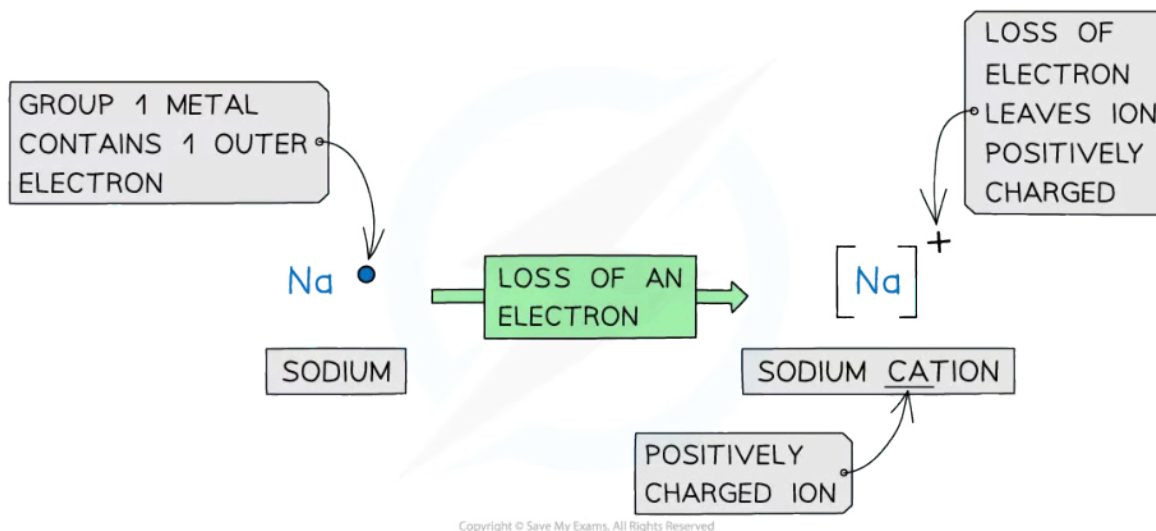 GROUP 1 METAL
CONTAINS 1 OUTER
ELECTRON
LOSS OF
ELECTRON
LEAVES ION
POSITIVELY
CHARGED
Na
LOSS OF AN
ELECTRON
[Na]+
SODIUM
SODIUM CATION
POSITIVELY
CHARGED ION
Copyright © Save My Exams. All Rights Reserved